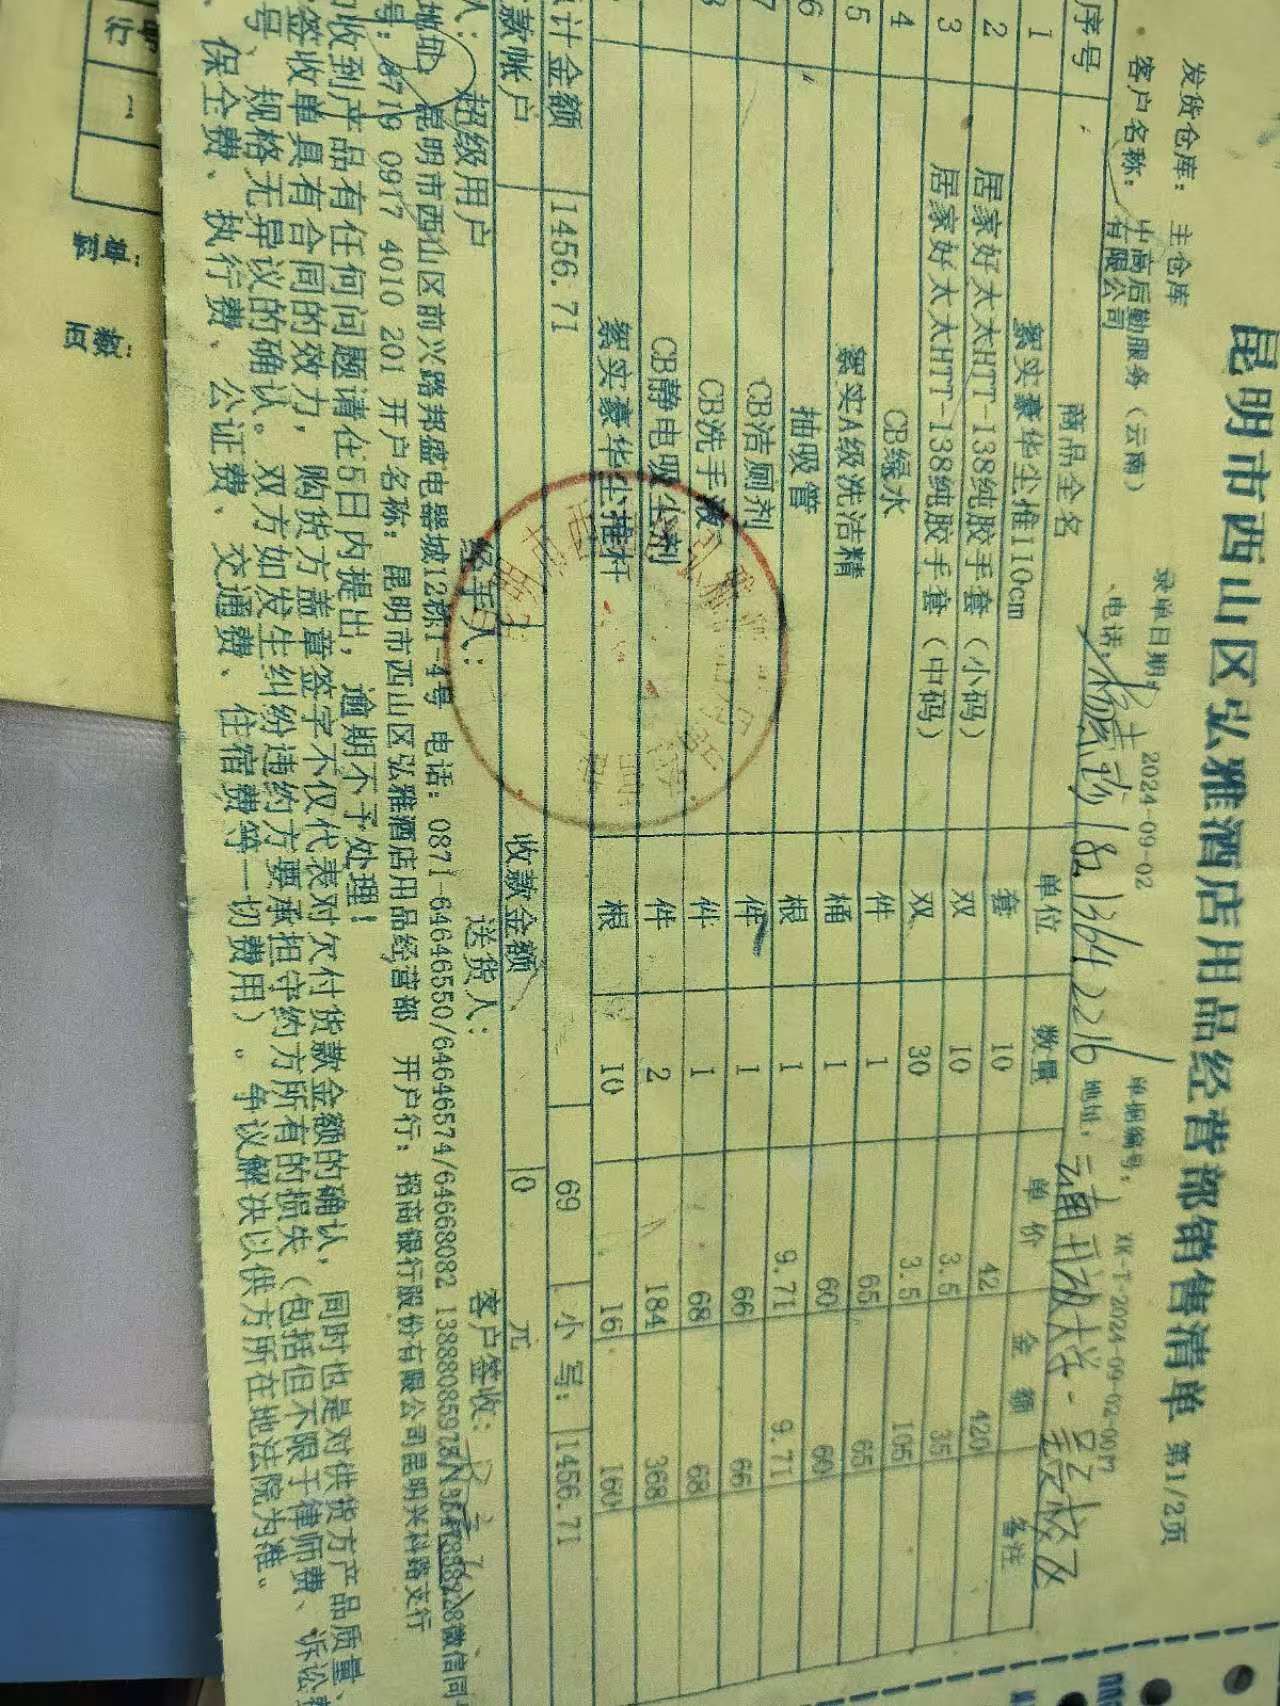 昆明市西山区弘雅酒店用品经营部销售清单 第1/2页
发货仓库: 主仓库 录单日期: 2024-09-02 单据编号: XK-T-2024-09-02-0017
客户名称: 中高后勤服务（云南）有限公司 电话: 18213642216 地址: 云南开放大学-吴校区
序号 商品全名 单位 数量 单价 金额 备注
1 絮实豪华尘推110cm 套 10 42 420
2 居家好太太HTT-138纯胶手套（小码） 双 10 3.5 35
3 居家好太太HTT-138纯胶手套（中码） 双 30 3.5 105
4 CB绿水 件 1 65 65
5 絮实A级洗洁精 桶 1 60 60
6 抽吸管 根 1 9.71 9.71
7 CB洁厕剂 件 1 66 66
CB洗手液 件 1 68 68
CB静电吸尘剂 件 2 184 368
絮实豪华尘推杆 根 10 16 160
计金额 1456.71 69 小写: 1456.71
款帐户 收款金额 0 元
人: 超级用户 经手人: 送货人: 客户签收:
地址: 昆明市西山区前兴路邦盛电器城12栋1-4号 电话: 0871-64646550/64646574/64668082 13888085975/
号: 8719 0917 4010 201 开户名称: 昆明市西山区弘雅酒店用品经营部 开户行: 招商银行股份有限公司昆明兴科路支行
收到产品有任何问题请在5日内提出, 逾期不予处理!
签收单具有合同的效力, 购货方盖章签字不仅代表对欠付货款金额的确认, 同时也是对供货方产品质量、
号、规格无异议的确认。双方如发生纠纷违约方要承担守约方所有的损失（包括但不限于律师费、诉讼
保全费、执行费、公证费、交通费、住宿费等一切费用）。争议解决以供方所在地法院为准。
行号
1